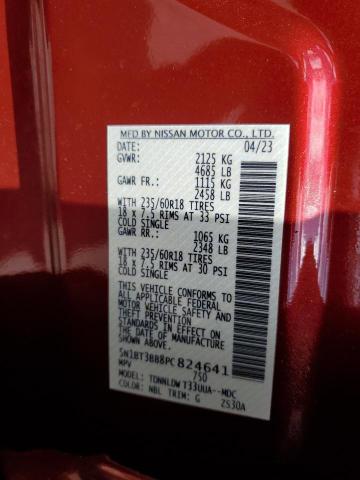 MFD BY NISSAN MOTOR CO., LTD.
DATE: 04/23
GVWR: 2125 KG
4685 LB
GAWR FR.: 1115 KG
2458 LB
WITH 235/60R18 TIRES
18 x 7.5 RIMS AT 33 PSI
COLD SINGLE
GAWR RR.: 1065 KG
2348 LB
WITH 235/60R18 TIRES
18 x 7.5 RIMS AT 30 PSI
COLD SINGLE
THIS VEHICLE CONFORMS TO
ALL APPLICABLE FEDERAL
MOTOR VEHICLE SAFETY,
BUMPER, AND THEFT PREVENTION
STANDARDS IN EFFECT ON THE
DATE OF MANUFACTURE SHOWN
ABOVE.
5N1BT3BB8PC824641
MPV 750
MODEL: TDNNLDW T33UUA--MDC
COLOR: NBL TRIM: G 2S30A